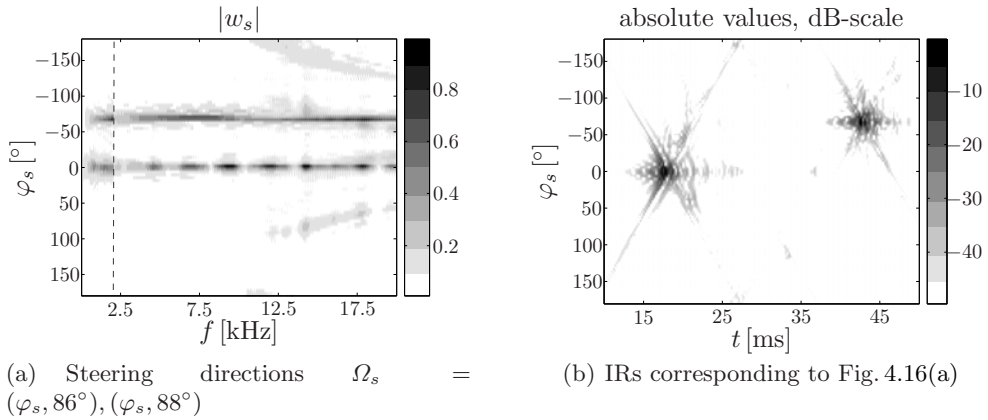 |w_s|
−150
−100
−50
0
50
100
150
φ_s [°]
2.5 7.5 12.5 17.5
f [kHz]
0.8
0.6
0.4
0.2
(a) Steering directions Ω_s =
(φ_s, 86°), (φ_s, 88°)
absolute values, dB-scale
−150
−100
−50
0
50
100
150
φ_s [°]
15 25 35 45
t [ms]
−10
−20
−30
−40
(b) IRs corresponding to Fig. 4.16(a)